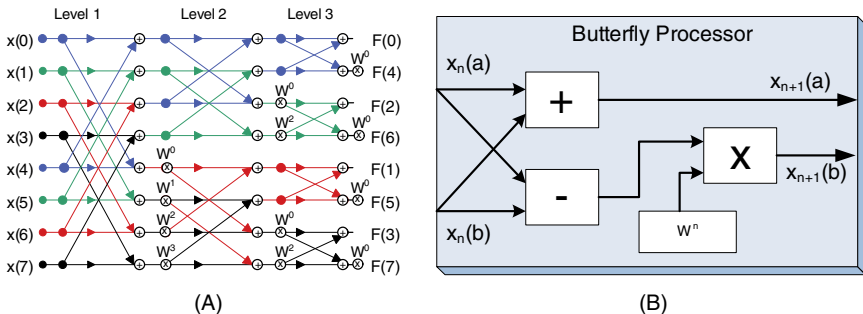 Level 1 Level 2 Level 3
x(0) F(0)
W⁰
x(1) F(4)
W⁰
x(2) F(2)
W² W⁰
x(3) F(6)
W⁰
x(4) F(1)
W¹ W⁰
x(5) F(5)
W² W⁰
x(6) F(3)
W³ W² W⁰
x(7) F(7)
(A)
Butterfly Processor
xₙ(a)
+
xₙ₊₁(a)
X
-
xₙ₊₁(b)
xₙ(b)
Wⁿ
(B)